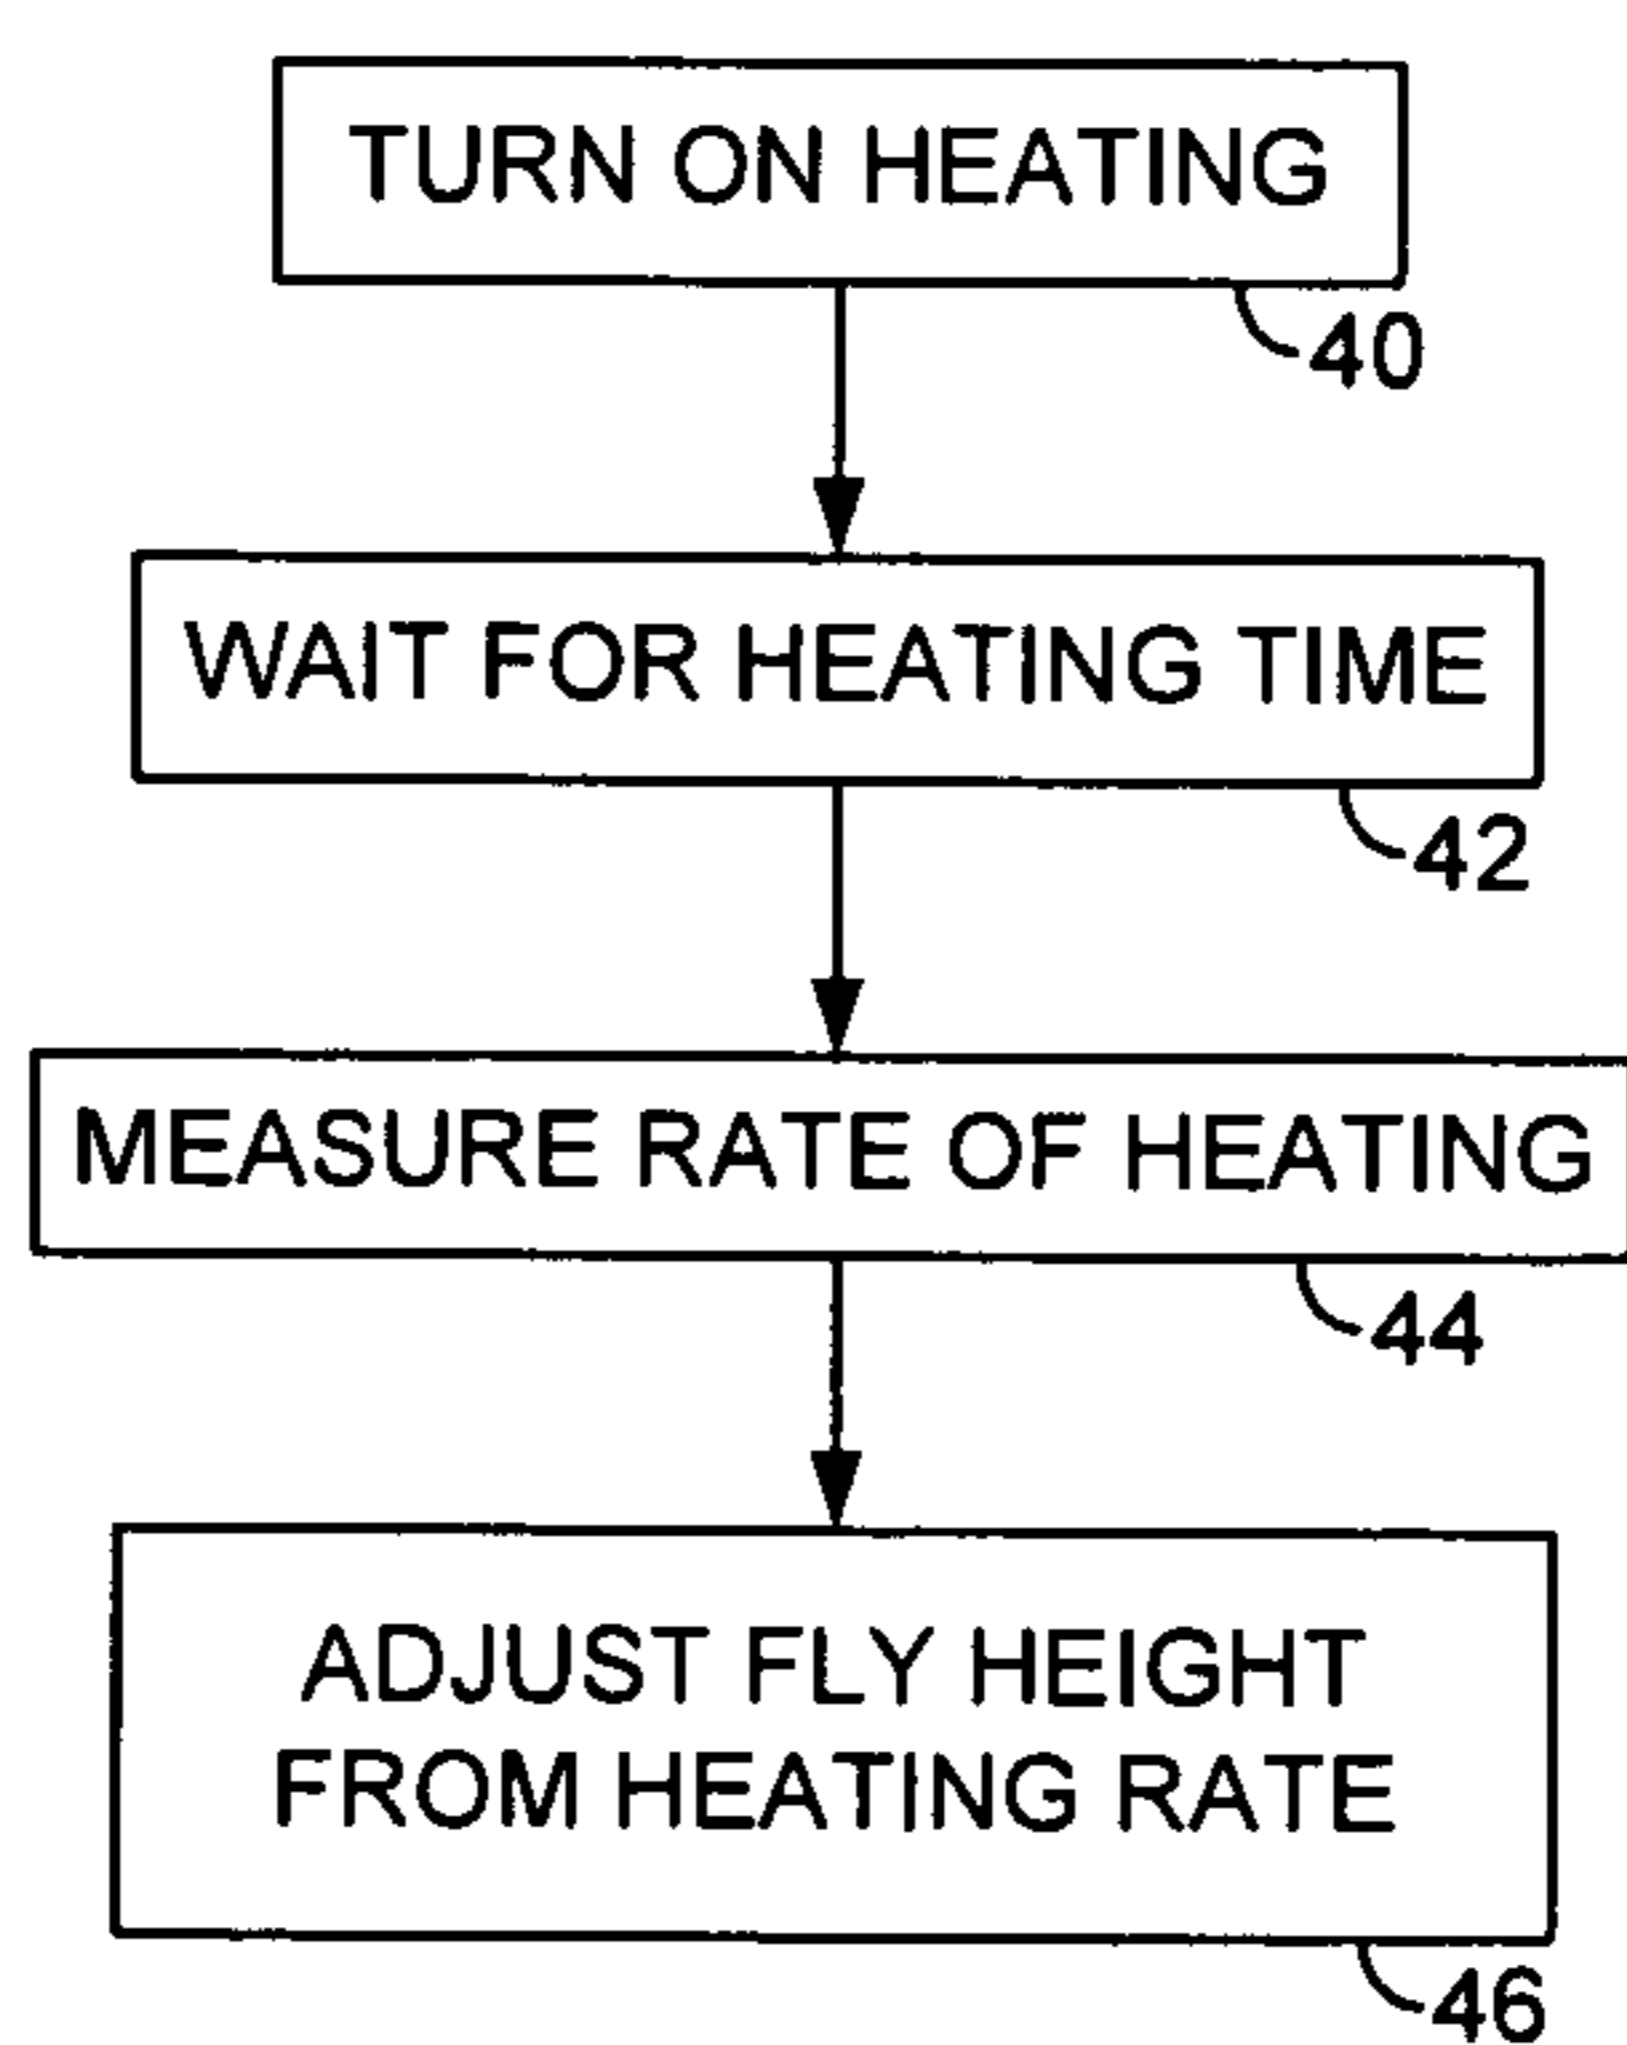 TURN ON HEATING
40
WAIT FOR HEATING TIME
42
MEASURE RATE OF HEATING
44
ADJUST FLY HEIGHT
FROM HEATING RATE
46